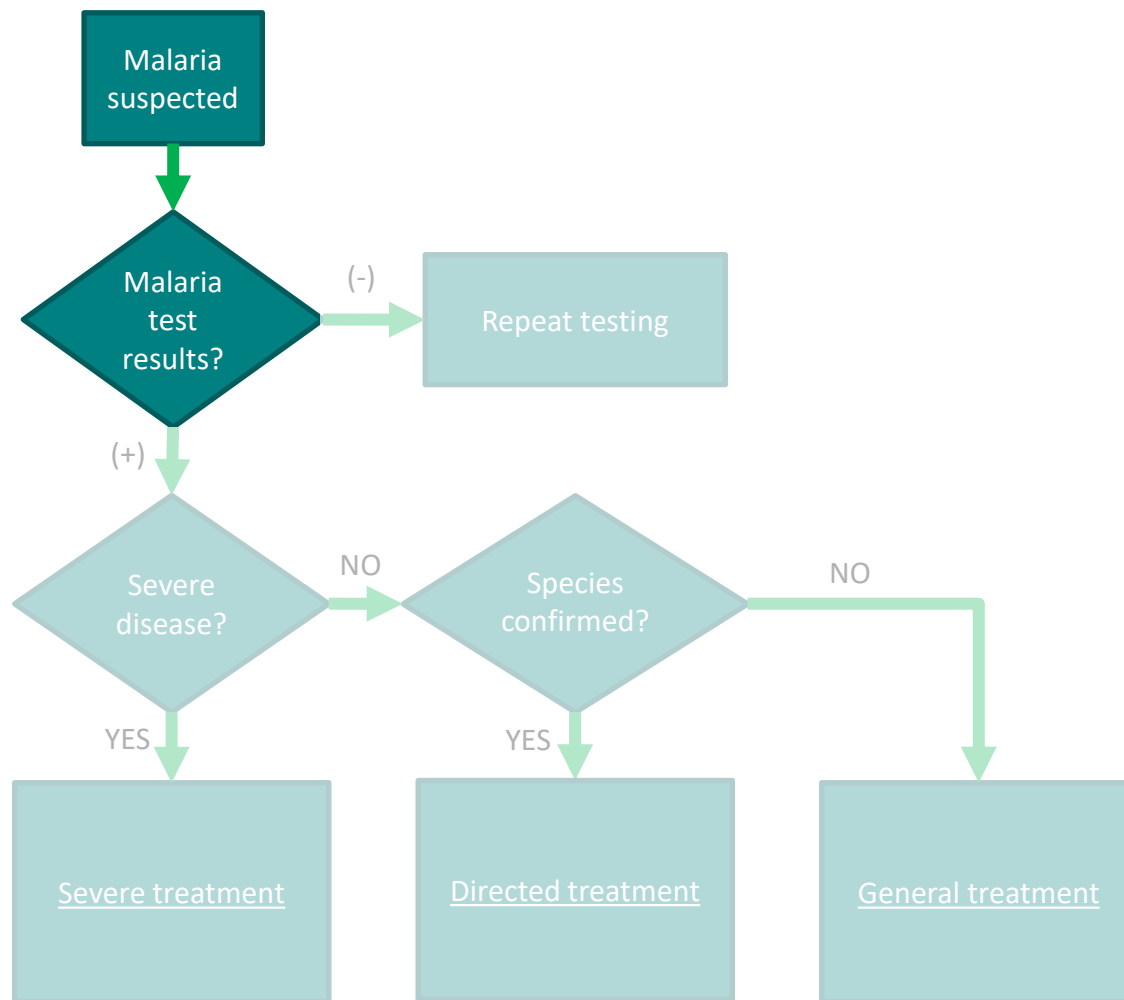 Malaria
suspected
Malaria
test
results?
(-)
Repeat testing
(+)
Severe
disease?
NO
Species
confirmed?
NO
YES
YES
Severe treatment
Directed treatment
General treatment